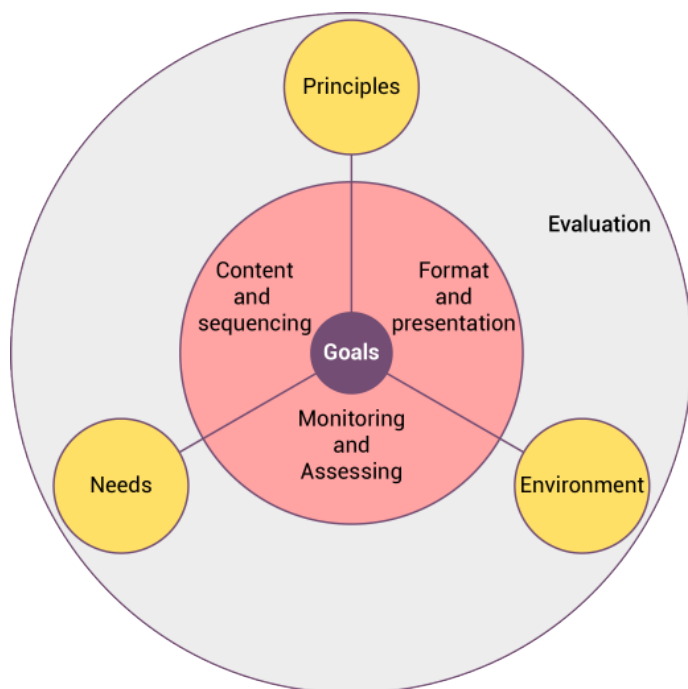 Principles
Evaluation
Content
and
sequencing
Format
and
presentation
Goals
Monitoring
and
Assessing
Needs
Environment